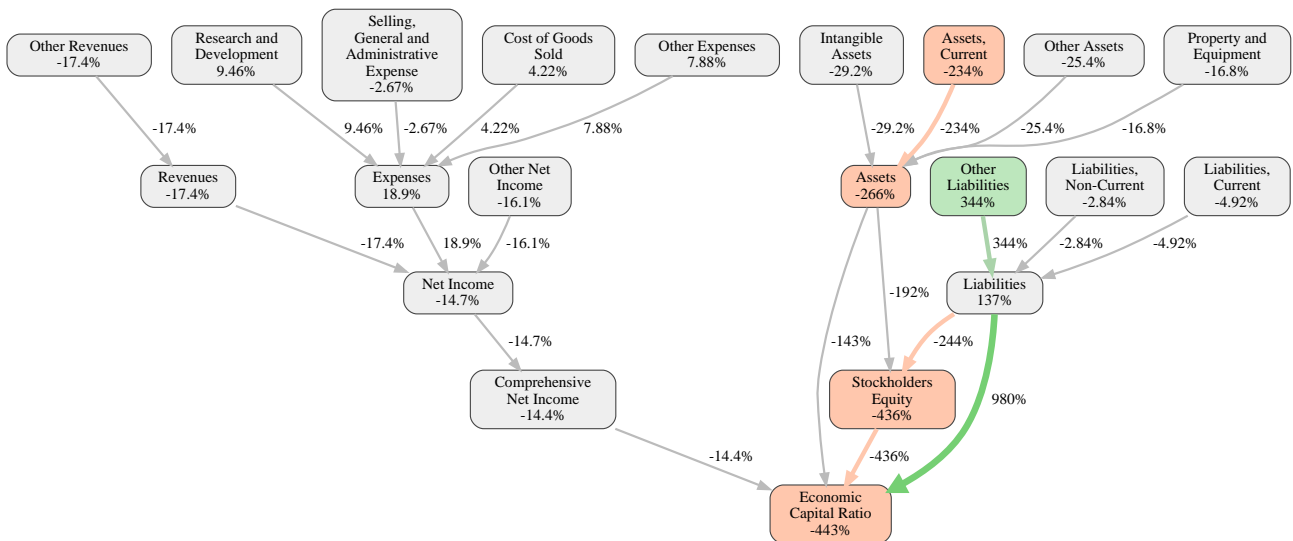 Other Revenues
-17.4%
Research and
Development
9.46%
Selling,
General and
Administrative
Expense
-2.67%
Cost of Goods
Sold
4.22%
Other Expenses
7.88%
Intangible
Assets
-29.2%
Assets,
Current
-234%
Other Assets
-25.4%
Property and
Equipment
-16.8%
-17.4%
9.46%
-2.67%
4.22%
7.88%
-29.2%
-234%
-25.4%
-16.8%
Revenues
-17.4%
Expenses
18.9%
Other Net
Income
-16.1%
Assets
-266%
Other
Liabilities
344%
Liabilities,
Non-Current
-2.84%
Liabilities,
Current
-4.92%
-17.4%
18.9%
-16.1%
344%
-2.84%
-4.92%
Net Income
-14.7%
-192%
Liabilities
137%
-14.7%
-143%
-244%
Comprehensive
Net Income
-14.4%
Stockholders
Equity
-436%
980%
-14.4%
-436%
Economic
Capital Ratio
-443%